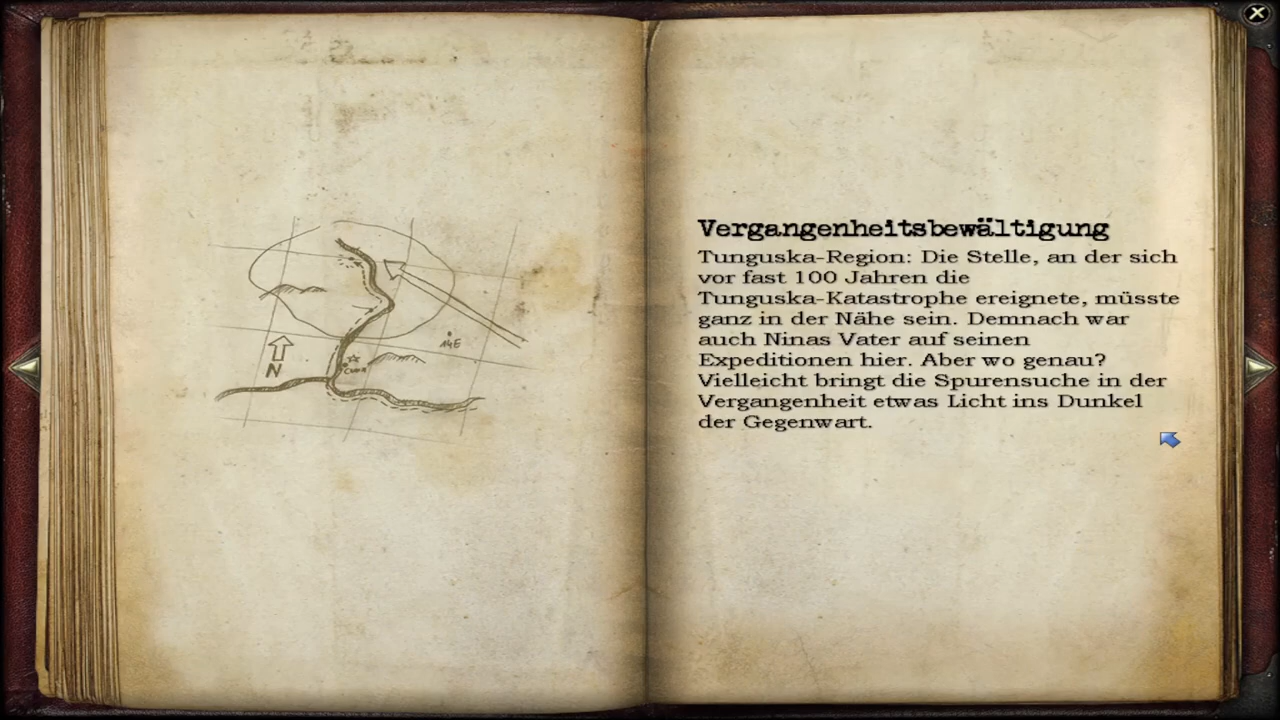 N
14E
Vergangenheitsbewältigung
Tunguska-Region: Die Stelle, an der sich
vor fast 100 Jahren die
Tunguska-Katastrophe ereignete, müsste
ganz in der Nähe sein. Demnach war
auch Ninas Vater auf seinen
Expeditionen hier. Aber wo genau?
Vielleicht bringt die Spurensuche in der
Vergangenheit etwas Licht ins Dunkel
der Gegenwart.